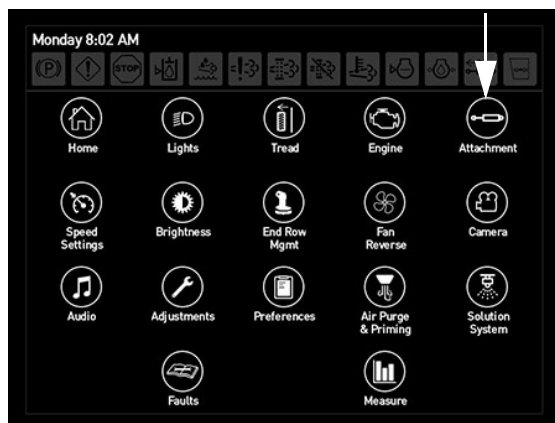 Monday 8:02 AM
(P) STOP
Home Lights Tread Engine Attachment
Speed Settings Brightness End Row Mgmt Fan Reverse Camera
Audio Adjustments Preferences Air Purge & Priming Solution System
Faults Measure